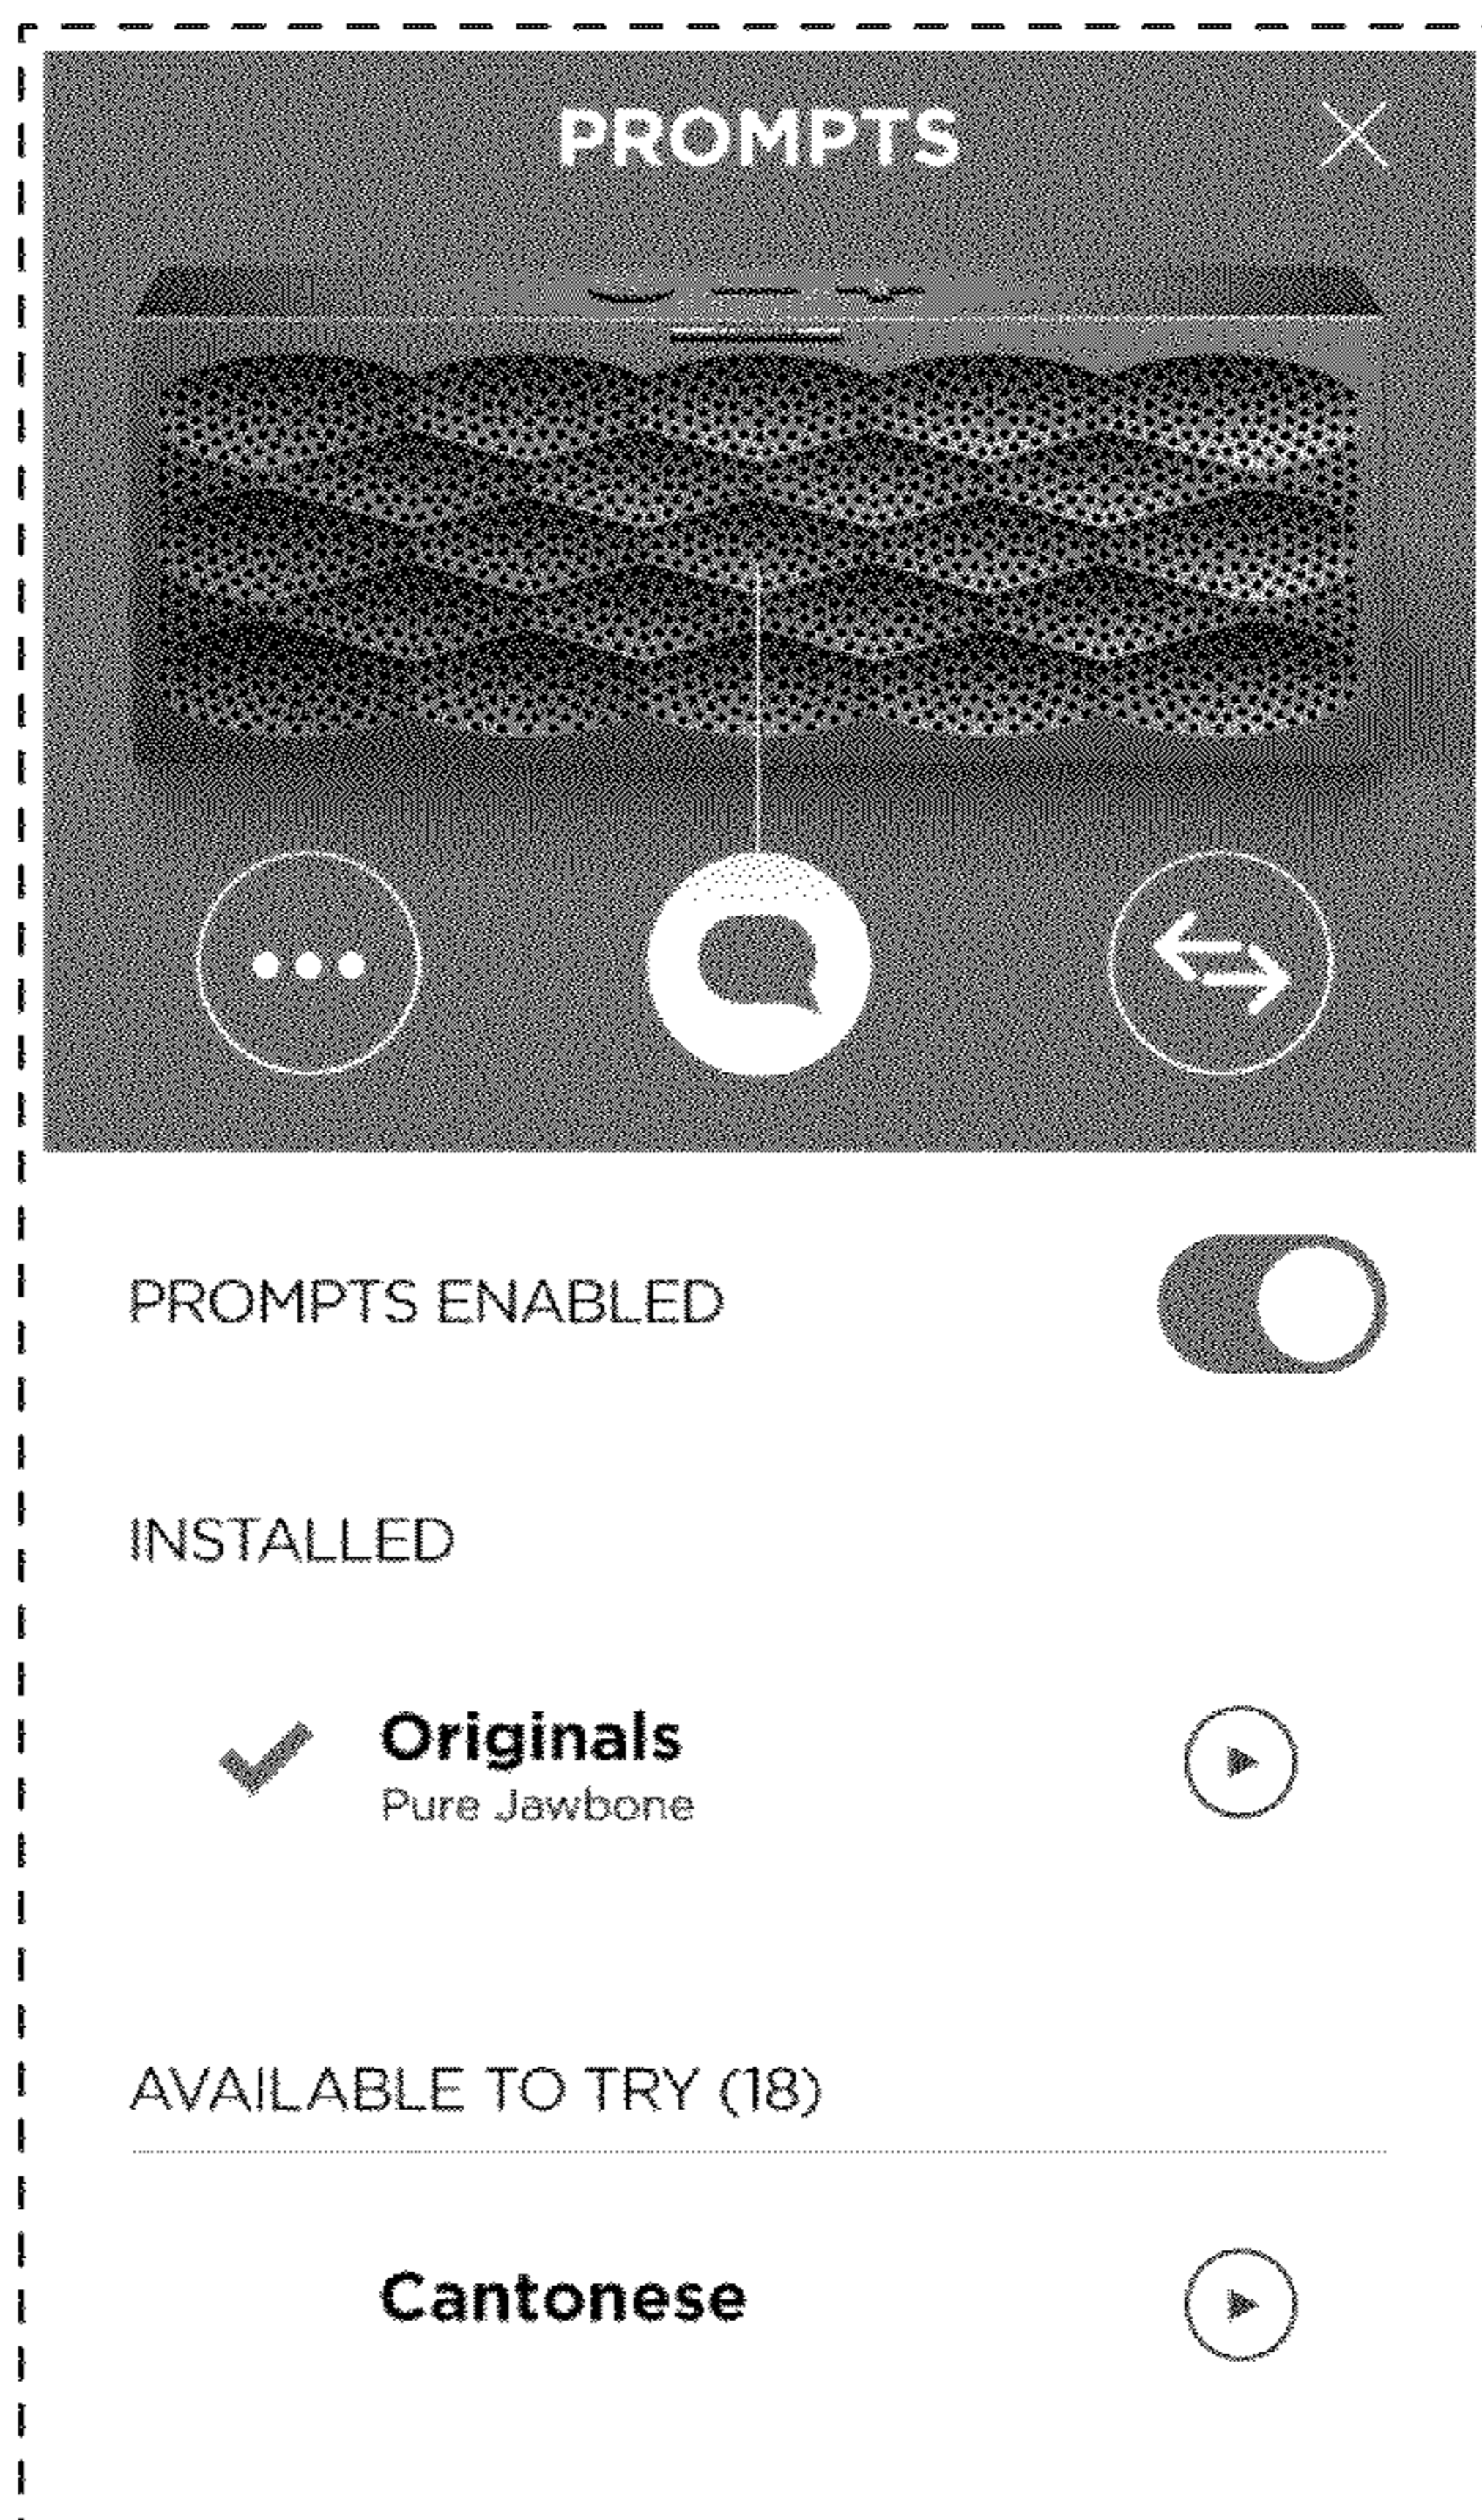 PROMPTS
PROMPTS ENABLED
INSTALLED
Originals
Pure Jawbone
AVAILABLE TO TRY (18)
Cantonese